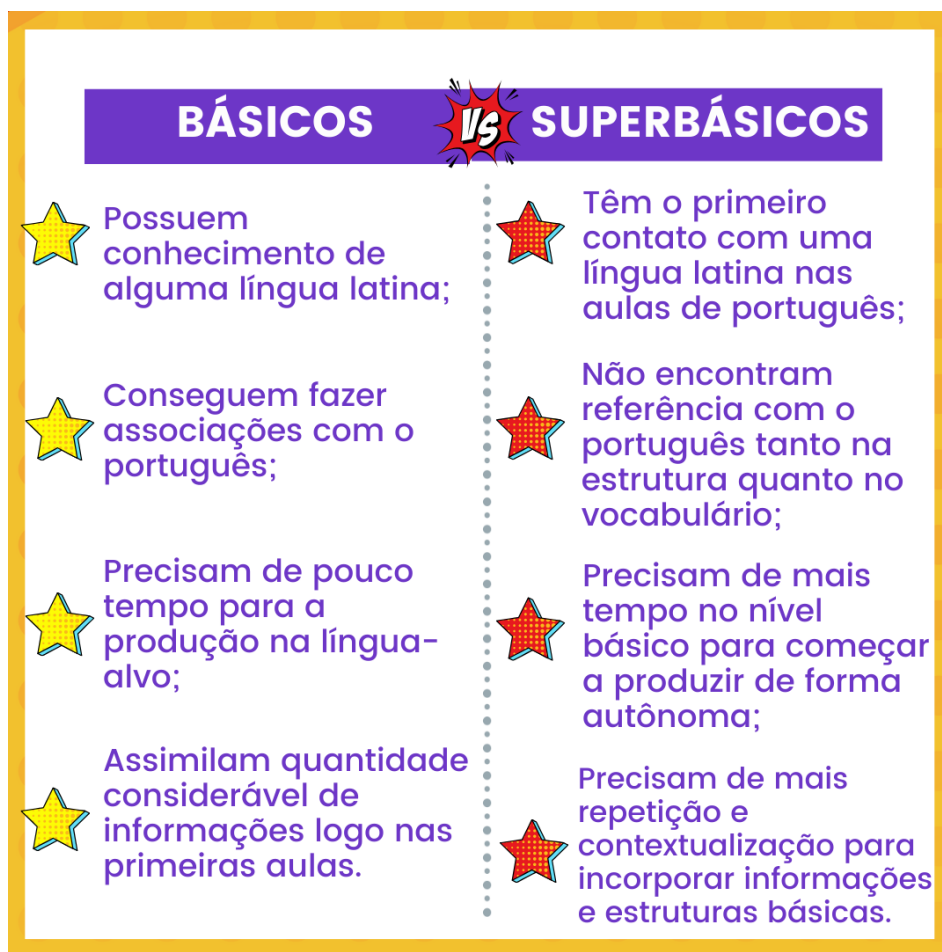 BÁSICOS
VS
SUPERBÁSICOS
Possuem
conhecimento de
alguma língua latina;
Conseguem fazer
associações com o
português;
Precisam de pouco
tempo para a
produção na língua-
alvo;
Assimilam quantidade
considerável de
informações logo nas
primeiras aulas.
Têm o primeiro
contato com uma
língua latina nas
aulas de português;
Não encontram
referência com o
português tanto na
estrutura quanto no
vocabulário;
Precisam de mais
tempo no nível
básico para começar
a produzir de forma
autônoma;
Precisam de mais
repetição e
contextualização para
incorporar informações
e estruturas básicas.